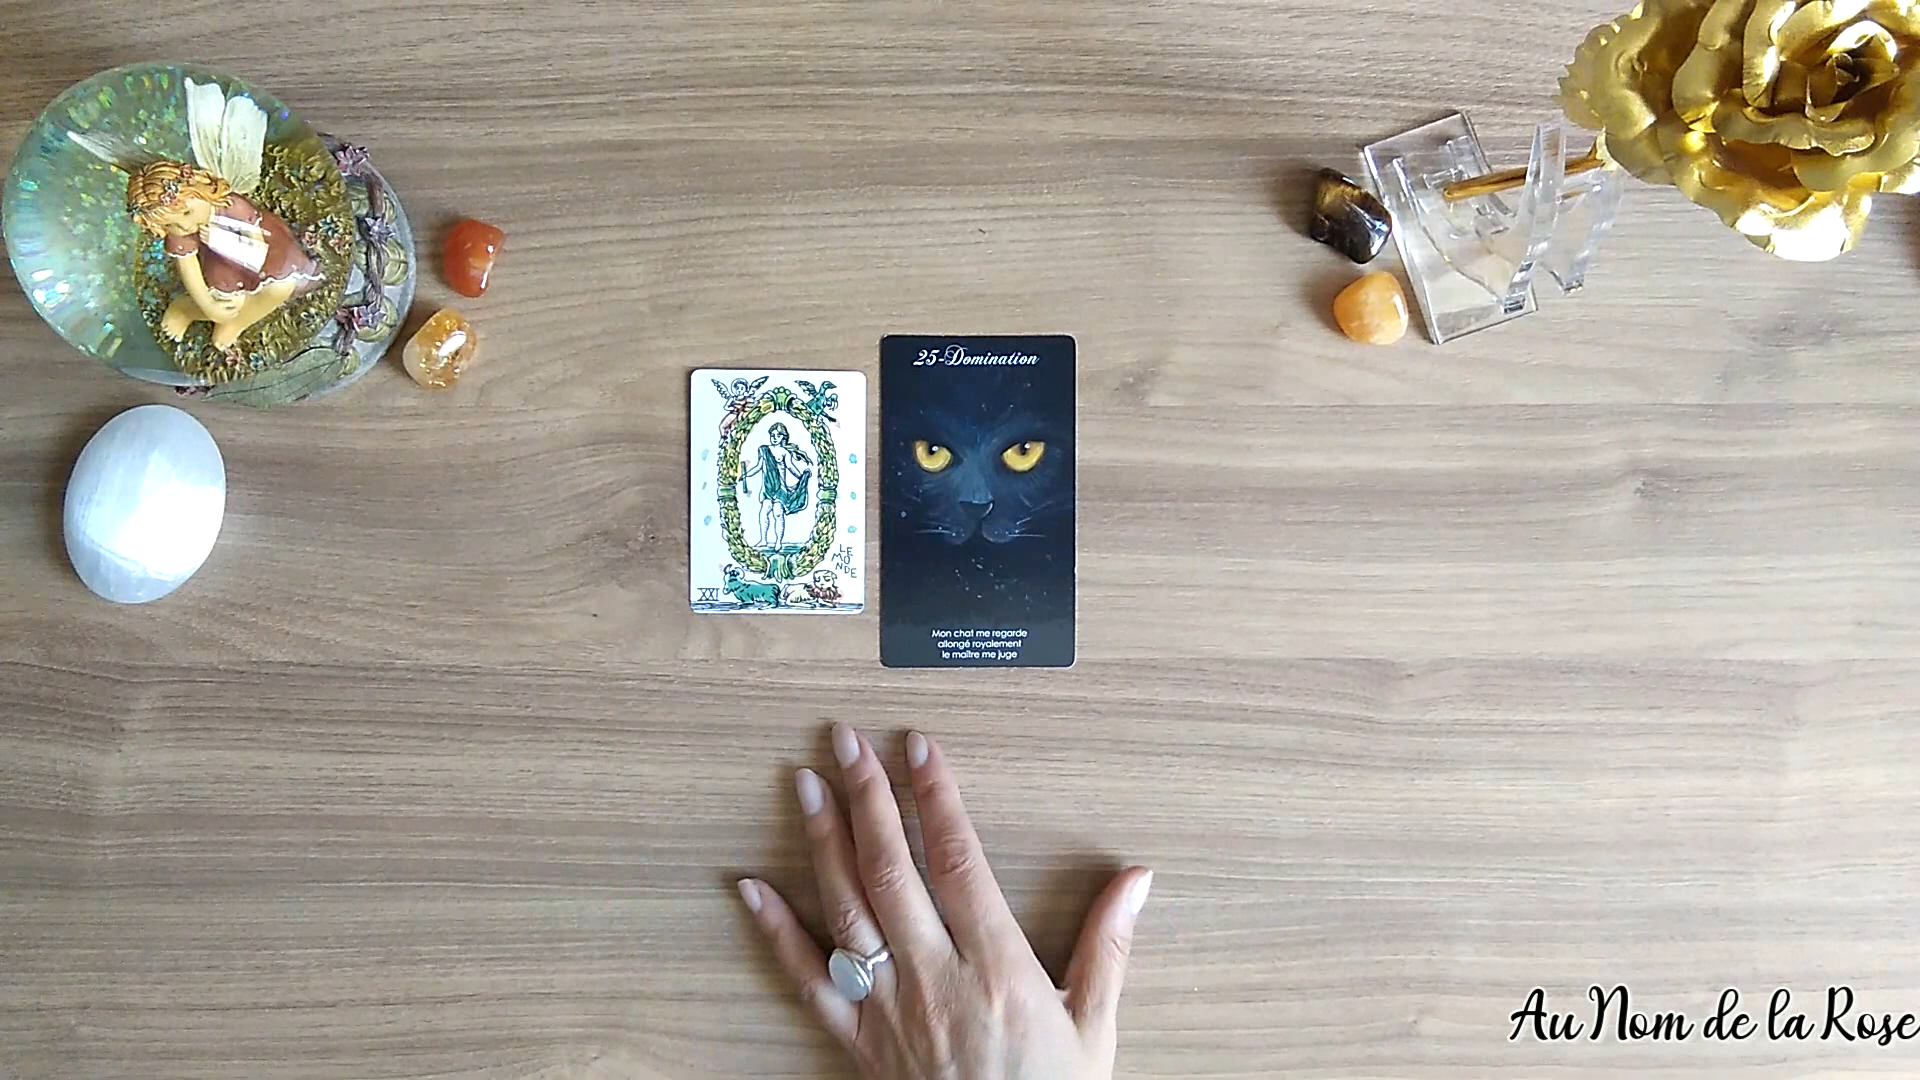 25-Domination
LE
MO
NDE
XXI
Mon chat me regarde
allongé royalement
le maître me juge
Au Nom de la Rose